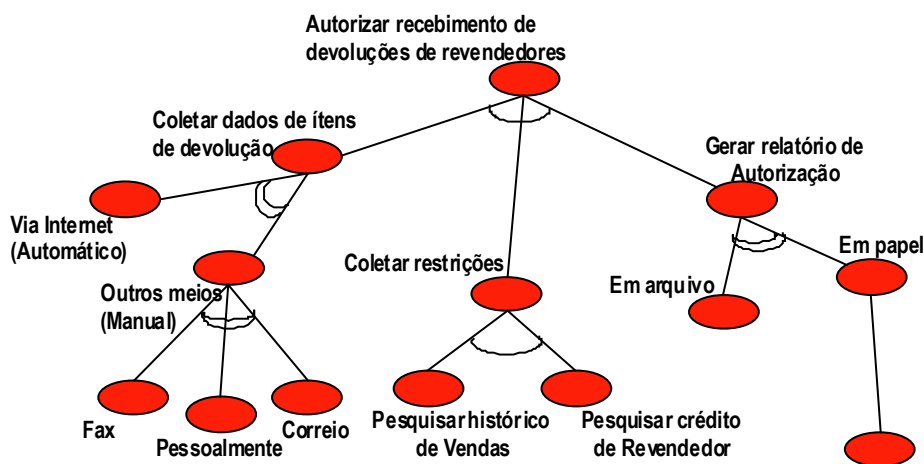 Autorizar recebimento de
devoluções de revendedores
Coletar dados de ítens
de devolução
Gerar relatório de
Autorização
Via Internet
(Automático)
Outros meios
(Manual)
Coletar restrições
Em arquivo
Em papel
Fax
Pessoalmente
Correio
Pesquisar histórico
de Vendas
Pesquisar crédito
de Revendedor